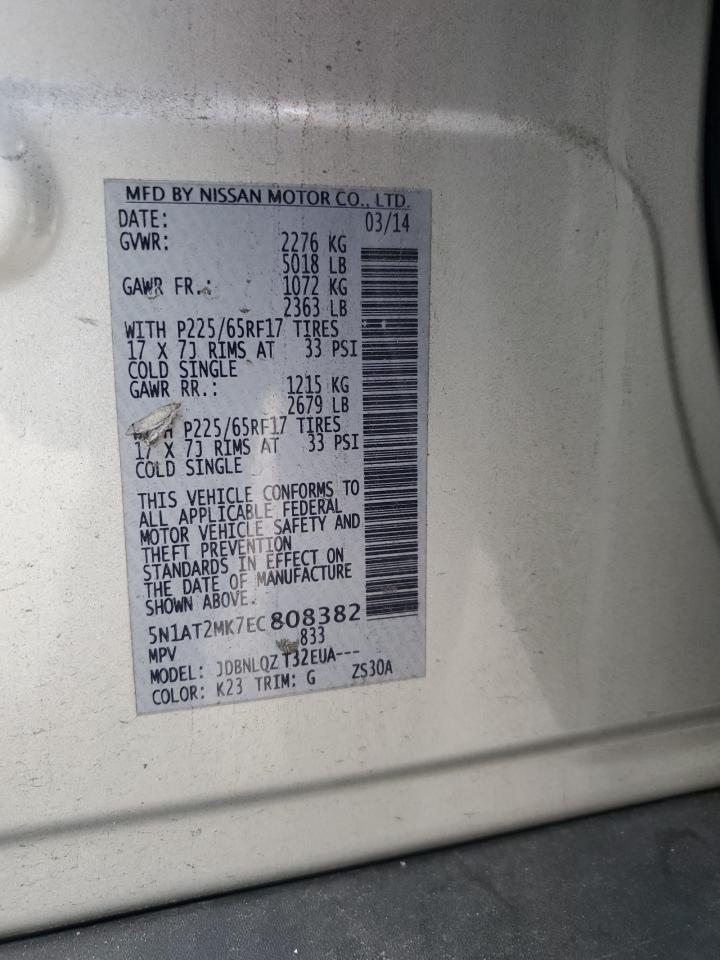 MFD BY NISSAN MOTOR CO., LTD.
DATE: 03/14
GVWR: 2276 KG
5018 LB
GAWR FR.: 1072 KG
2363 LB
WITH P225/65RF17 TIRES
17 X 7J RIMS AT 33 PSI
COLD SINGLE
GAWR RR.: 1215 KG
2679 LB
WITH P225/65RF17 TIRES
17 X 7J RIMS AT 33 PSI
COLD SINGLE
THIS VEHICLE CONFORMS TO
ALL APPLICABLE FEDERAL
MOTOR VEHICLE SAFETY AND
THEFT PREVENTION
STANDARDS IN EFFECT ON
THE DATE OF MANUFACTURE
SHOWN ABOVE.
5N1AT2MK7EC808382
MPV 833
MODEL: JDBNLQZ T32EUA---
COLOR: K23 TRIM: G ZS30A